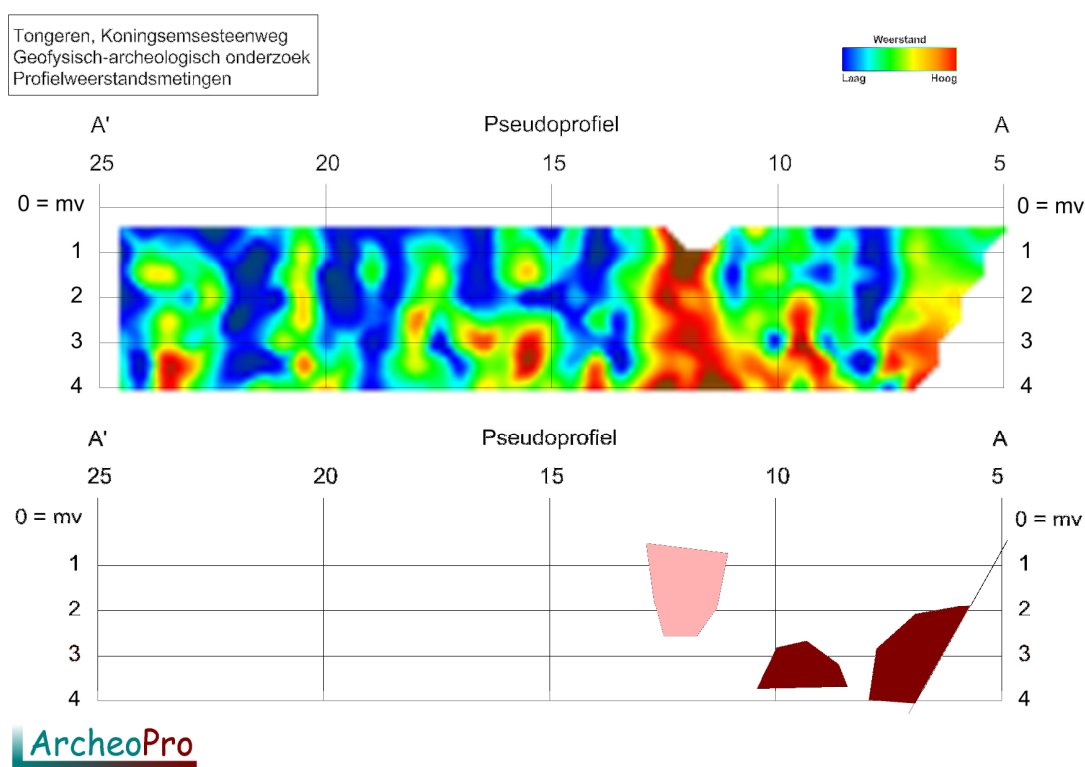 Tongeren, Koningsemsesteenweg
Geofysisch-archeologisch onderzoek
Profielweerstandsmetingen
Weerstand
Laag Hoog
A' Pseudoprofiel A
25 20 15 10 5
0 = mv 0 = mv
1 1
2 2
3 3
4 4
A' Pseudoprofiel A
25 20 15 10 5
0 = mv 0 = mv
1 1
2 2
3 3
4 4
ArcheoPro